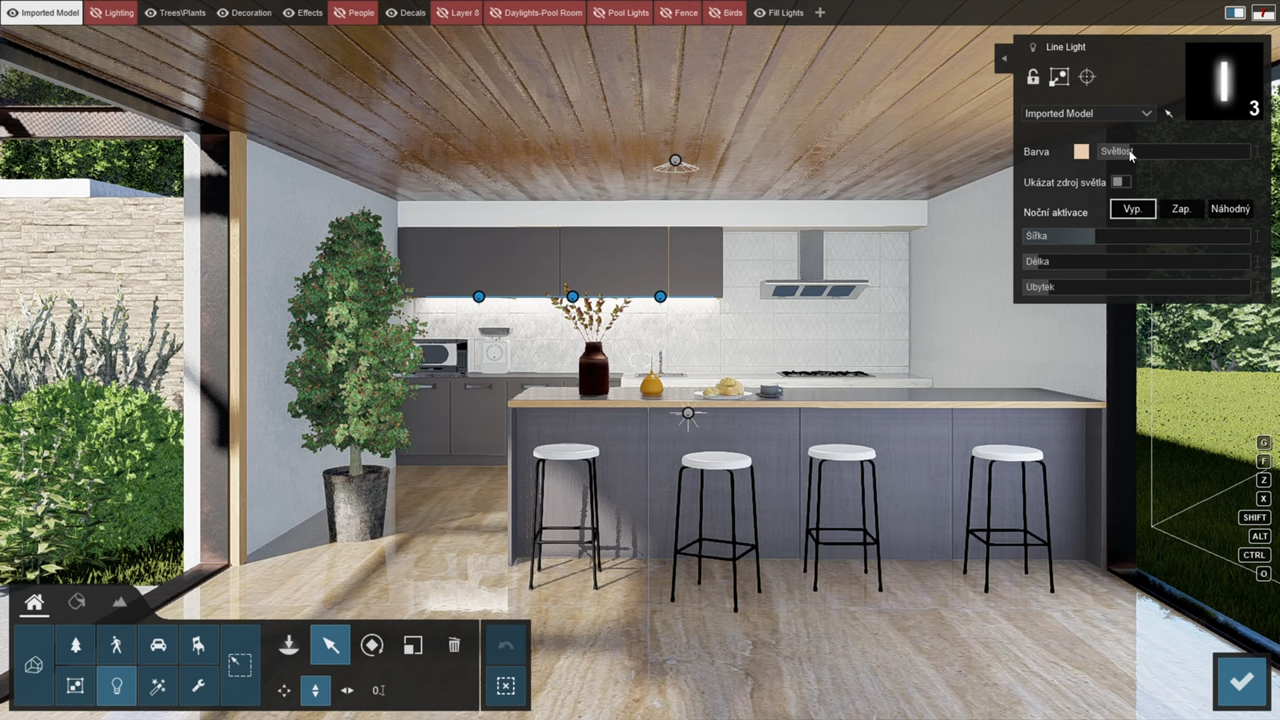 Imported Model
Lighting
Trees\Plants
Decoration
Effects
People
Decals
Layer 8
Daylights-Pool Room
Pool Lights
Fence
Birds
Fill Lights
Line Light
3
Imported Model
Barva
Světlost
Ukázat zdroj světla
Noční aktivace
Vyp.
Zap.
Náhodný
Šířka
Délka
Úbytek
G
F
Z
X
SHIFT
ALT
CTRL
O